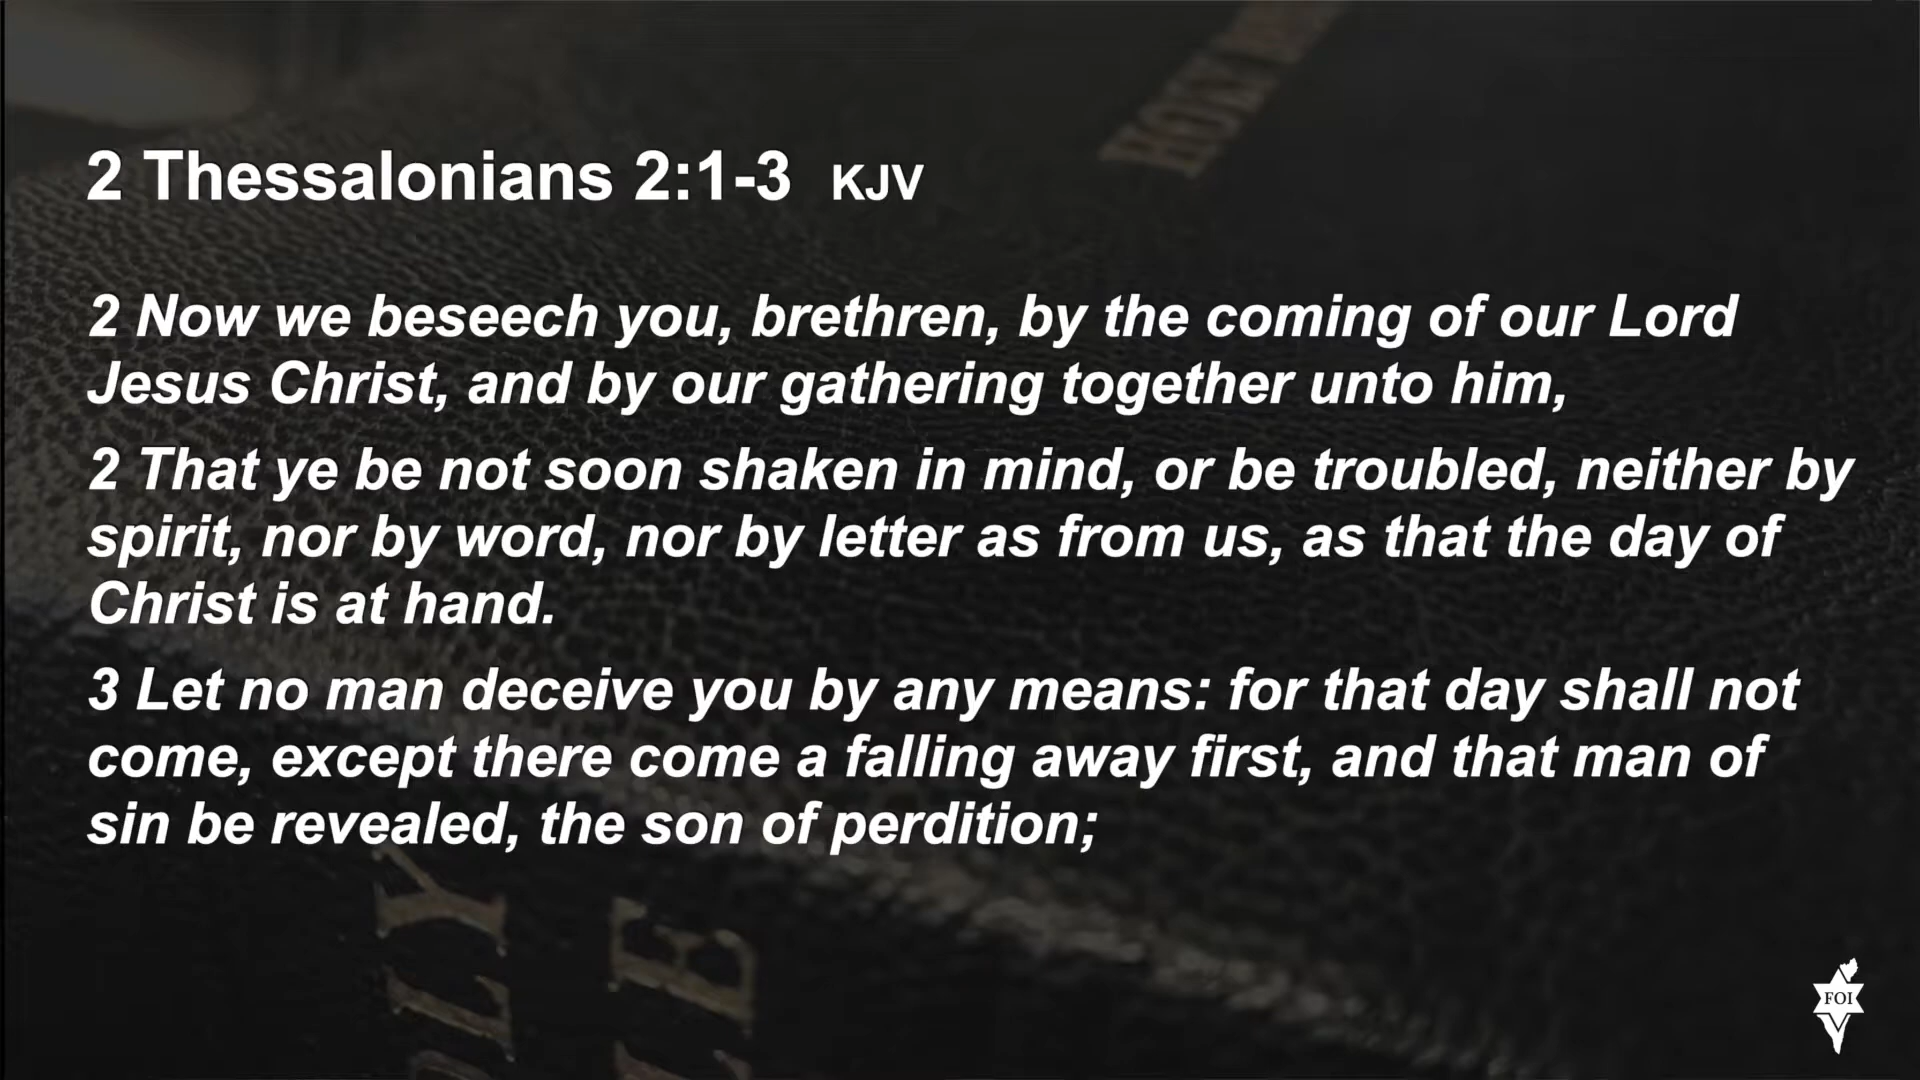 HOLY
2 Thessalonians 2:1-3 KJV
2 Now we beseech you, brethren, by the coming of our Lord
Jesus Christ, and by our gathering together unto him,
2 That ye be not soon shaken in mind, or be troubled, neither by
spirit, nor by word, nor by letter as from us, as that the day of
Christ is at hand.
3 Let no man deceive you by any means: for that day shall not
come, except there come a falling away first, and that man of
sin be revealed, the son of perdition;
FOI